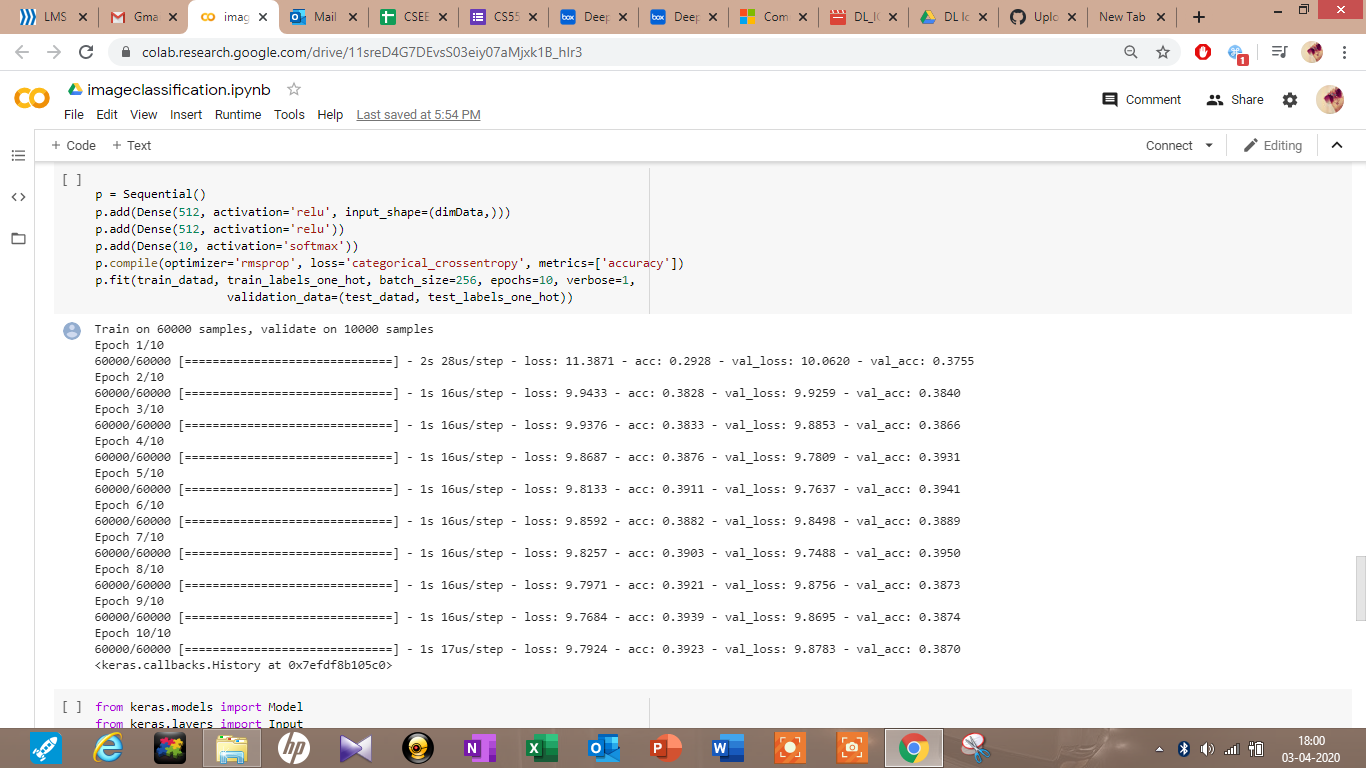 LMS
Gma
imag
Mail
CSEE
CS55
Deep
Deep
Com
DL_I
DL Ic
Uplo
New Tab
colab.research.google.com/drive/11sreD4G7DEvsS03eiy07aMjxk1B_hIr3
1
imageclassification.ipynb
Comment
Share
File Edit View Insert Runtime Tools Help Last saved at 5:54 PM
+ Code + Text
Connect
Editing
[ ]
p = Sequential()
p.add(Dense(512, activation='relu', input_shape=(dimData,)))
p.add(Dense(512, activation='relu'))
p.add(Dense(10, activation='softmax'))
p.compile(optimizer='rmsprop', loss='categorical_crossentropy', metrics=['accuracy'])
p.fit(train_datad, train_labels_one_hot, batch_size=256, epochs=10, verbose=1,
validation_data=(test_datad, test_labels_one_hot))
Train on 60000 samples, validate on 10000 samples
Epoch 1/10
60000/60000 [==============================] - 2s 28us/step - loss: 11.3871 - acc: 0.2928 - val_loss: 10.0620 - val_acc: 0.3755
Epoch 2/10
60000/60000 [==============================] - 1s 16us/step - loss: 9.9433 - acc: 0.3828 - val_loss: 9.9259 - val_acc: 0.3840
Epoch 3/10
60000/60000 [==============================] - 1s 16us/step - loss: 9.9376 - acc: 0.3833 - val_loss: 9.8853 - val_acc: 0.3866
Epoch 4/10
60000/60000 [==============================] - 1s 16us/step - loss: 9.8687 - acc: 0.3876 - val_loss: 9.7809 - val_acc: 0.3931
Epoch 5/10
60000/60000 [==============================] - 1s 16us/step - loss: 9.8133 - acc: 0.3911 - val_loss: 9.7637 - val_acc: 0.3941
Epoch 6/10
60000/60000 [==============================] - 1s 16us/step - loss: 9.8592 - acc: 0.3882 - val_loss: 9.8498 - val_acc: 0.3889
Epoch 7/10
60000/60000 [==============================] - 1s 16us/step - loss: 9.8257 - acc: 0.3903 - val_loss: 9.7488 - val_acc: 0.3950
Epoch 8/10
60000/60000 [==============================] - 1s 16us/step - loss: 9.7971 - acc: 0.3921 - val_loss: 9.8756 - val_acc: 0.3873
Epoch 9/10
60000/60000 [==============================] - 1s 16us/step - loss: 9.7684 - acc: 0.3939 - val_loss: 9.8695 - val_acc: 0.3874
Epoch 10/10
60000/60000 [==============================] - 1s 17us/step - loss: 9.7924 - acc: 0.3923 - val_loss: 9.8783 - val_acc: 0.3870
<keras.callbacks.History at 0x7efdf8b105c0>
[ ] from keras.models import Model
from keras.layers import Input
18:00
03-04-2020